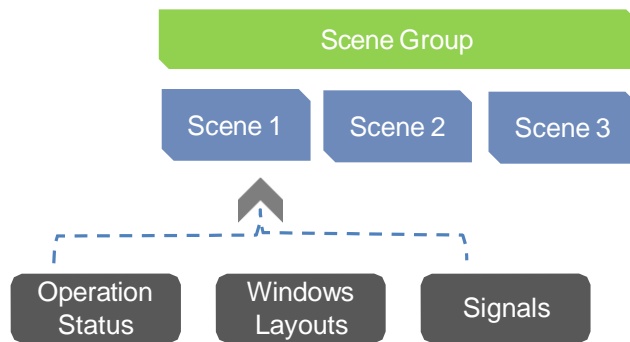 Scene Group
Scene 1
Scene 2
Scene 3
Operation
Status
Windows
Layouts
Signals